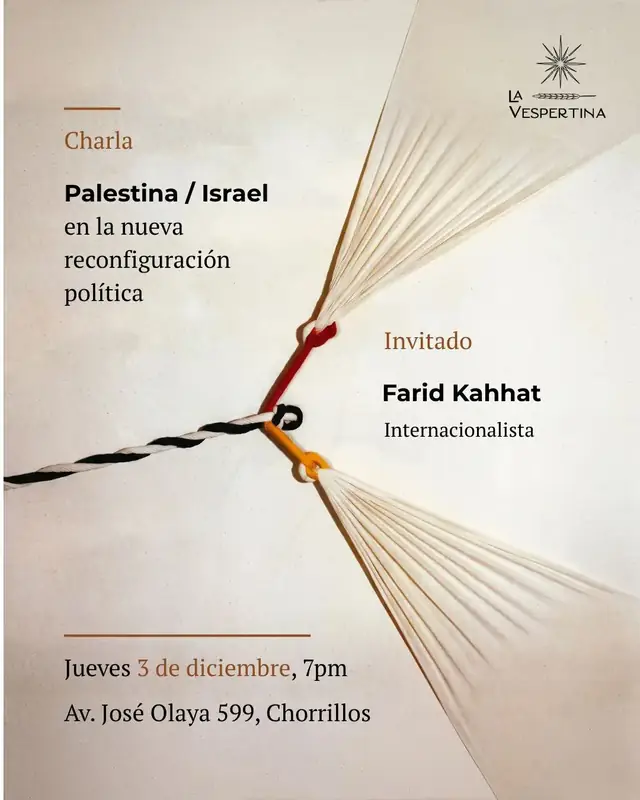 LA
VESPERTINA
Charla
Palestina / Israel
en la nueva
reconfiguración
política
Invitado
Farid Kahhat
Internacionalista
Jueves 3 de diciembre, 7pm
Av. José Olaya 599, Chorrillos